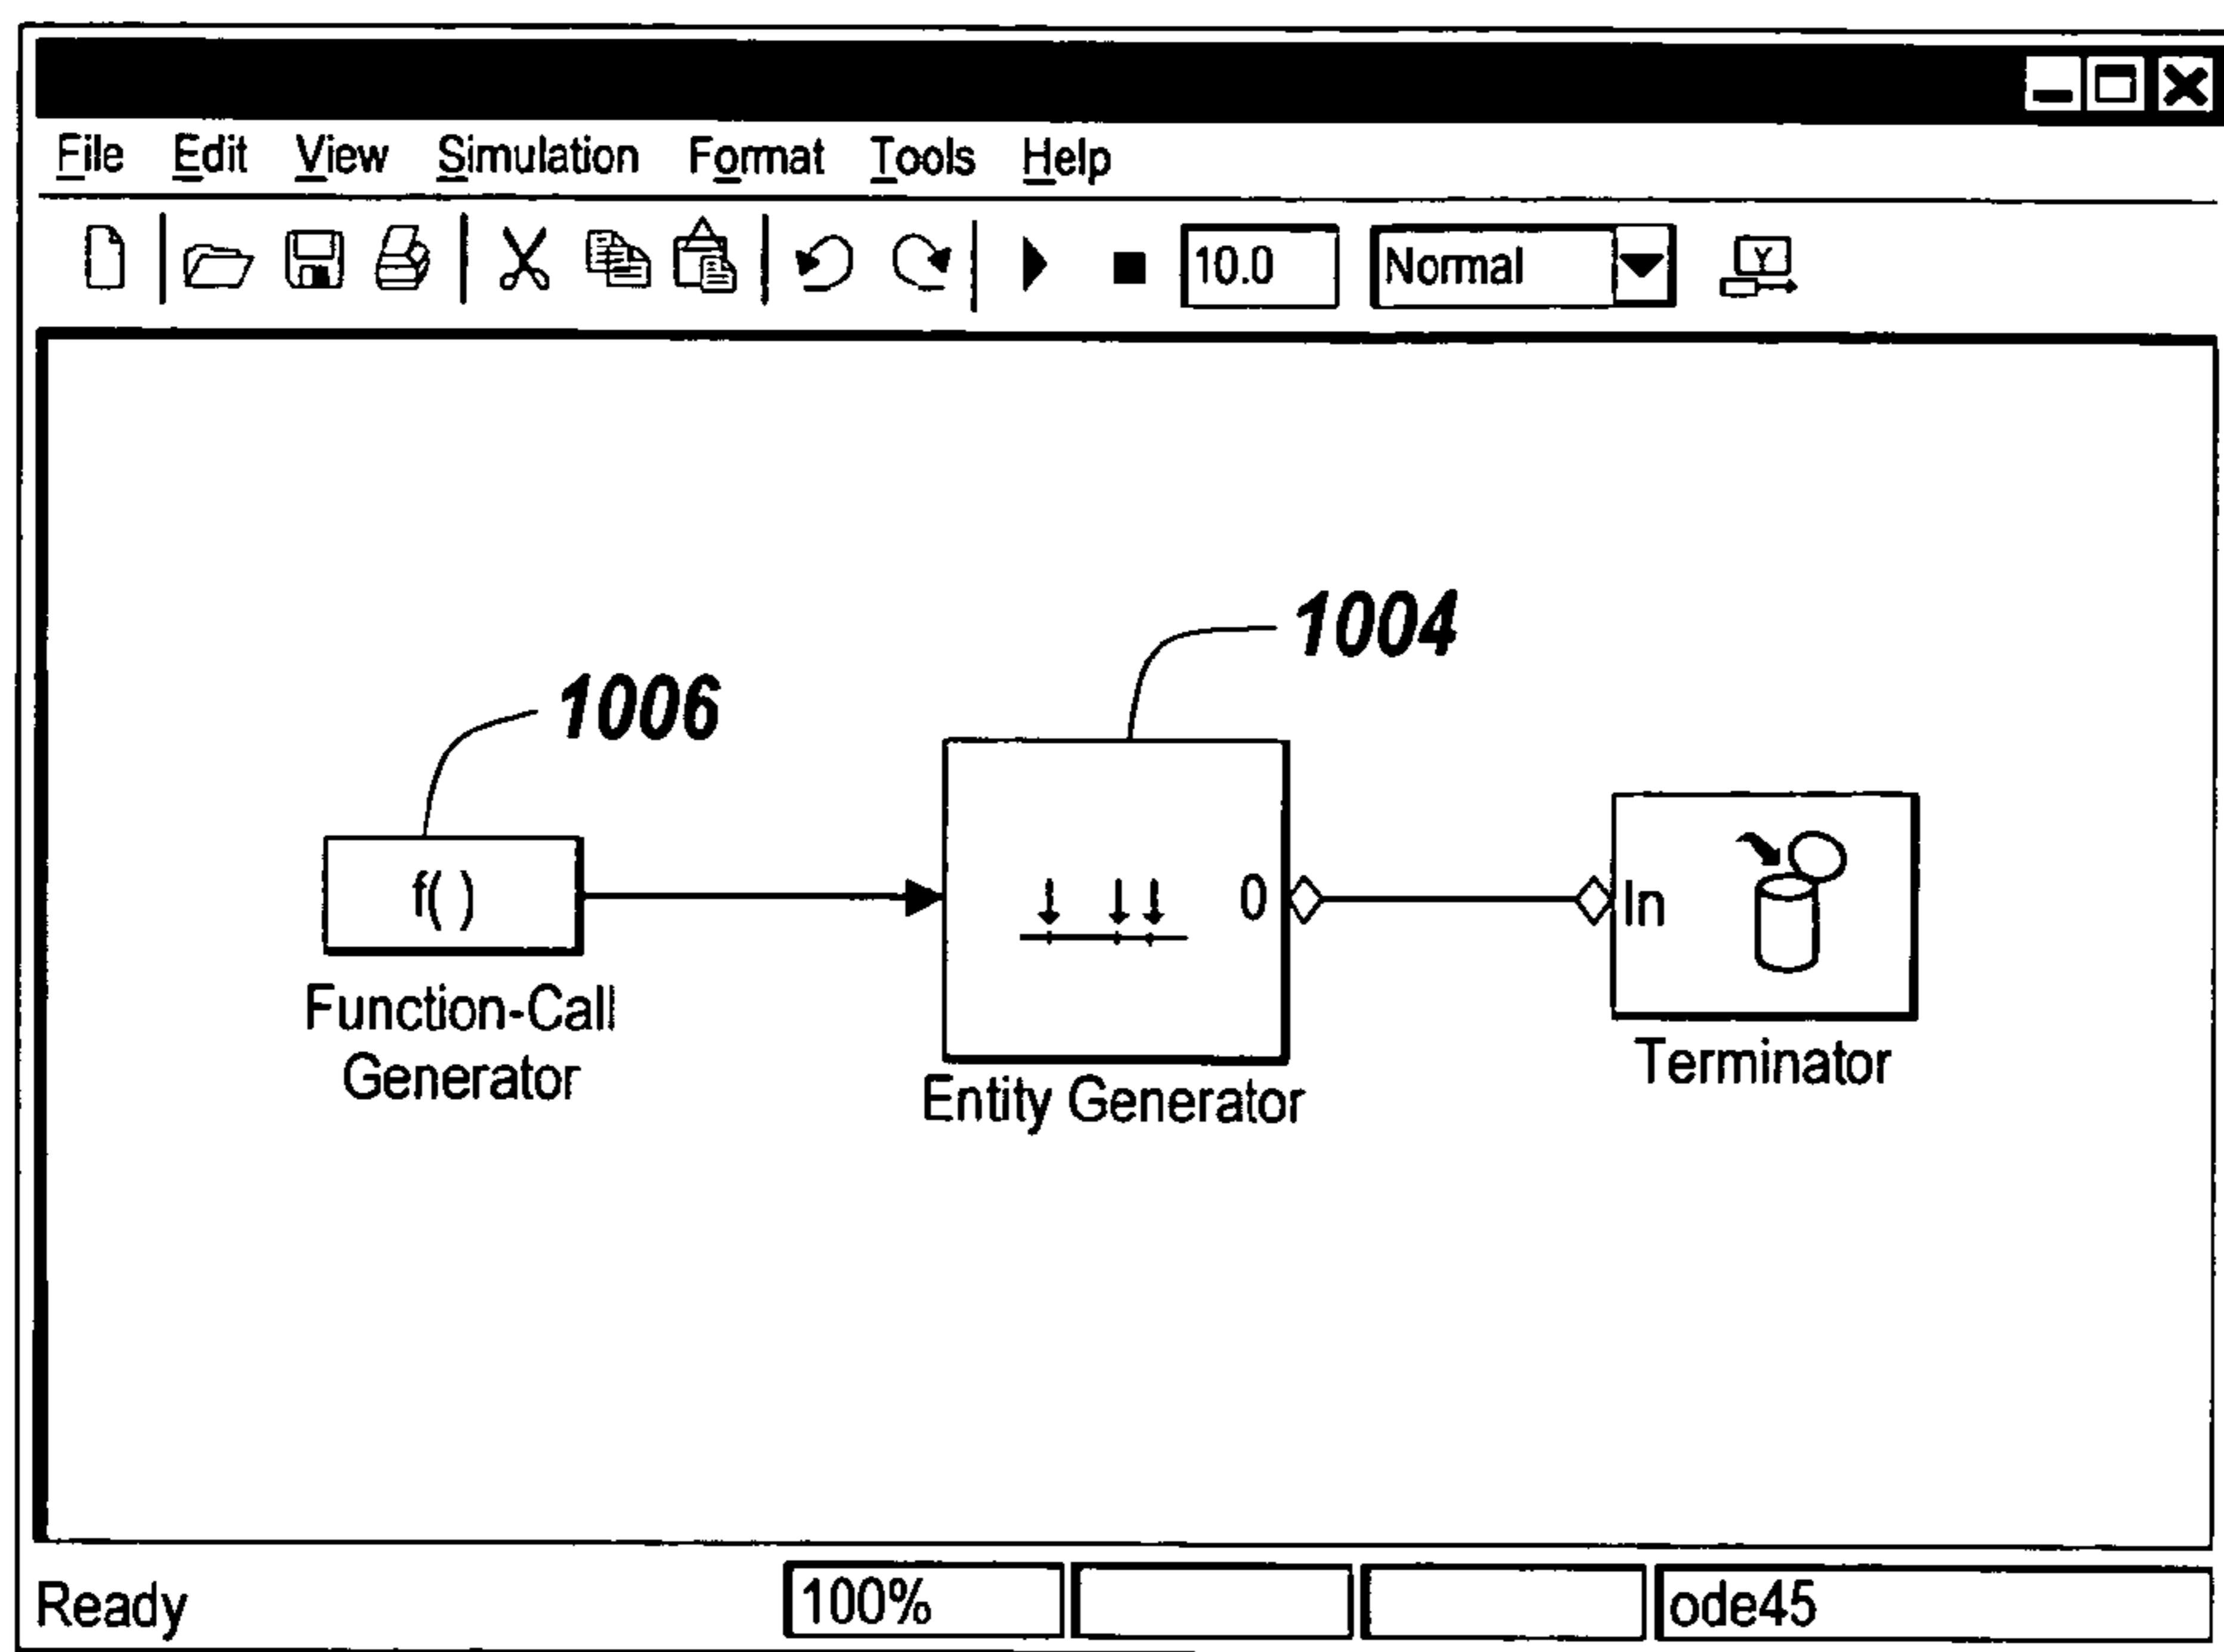 File Edit View Simulation Format Tools Help
10.0 Normal Y
1004
1006
f( )
0
In
Function-Call
Generator
Entity Generator
Terminator
Ready 100% ode45